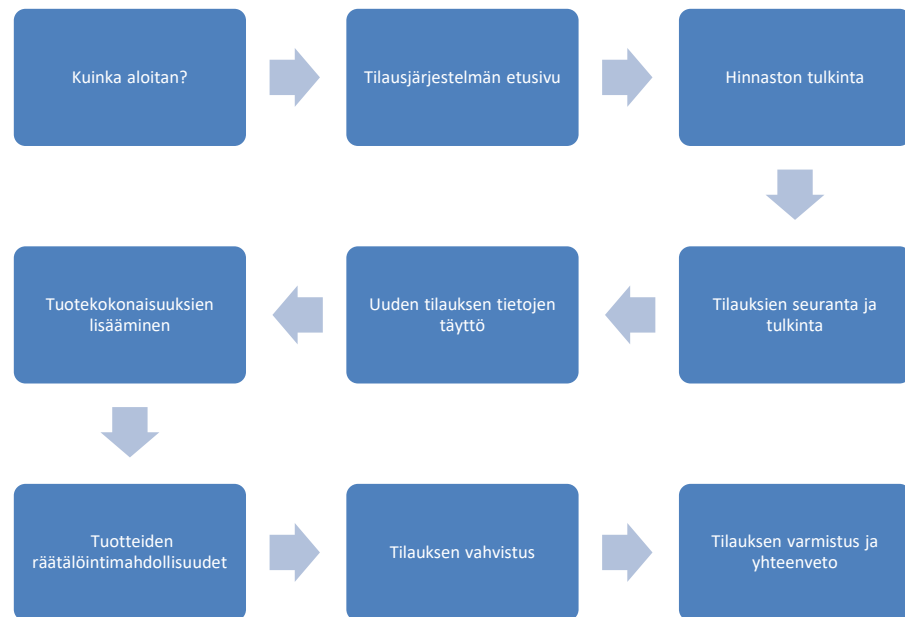 Kuinka aloitan?
Tilausjärjestelmän etusivu
Hinnaston tulkinta
Tilauksien seuranta ja
tulkinta
Uuden tilauksen tietojen
täyttö
Tuotekokonaisuuksien
lisääminen
Tuotteiden
räätälöintimahdollisuudet
Tilauksen vahvistus
Tilauksen varmistus ja
yhteenveto